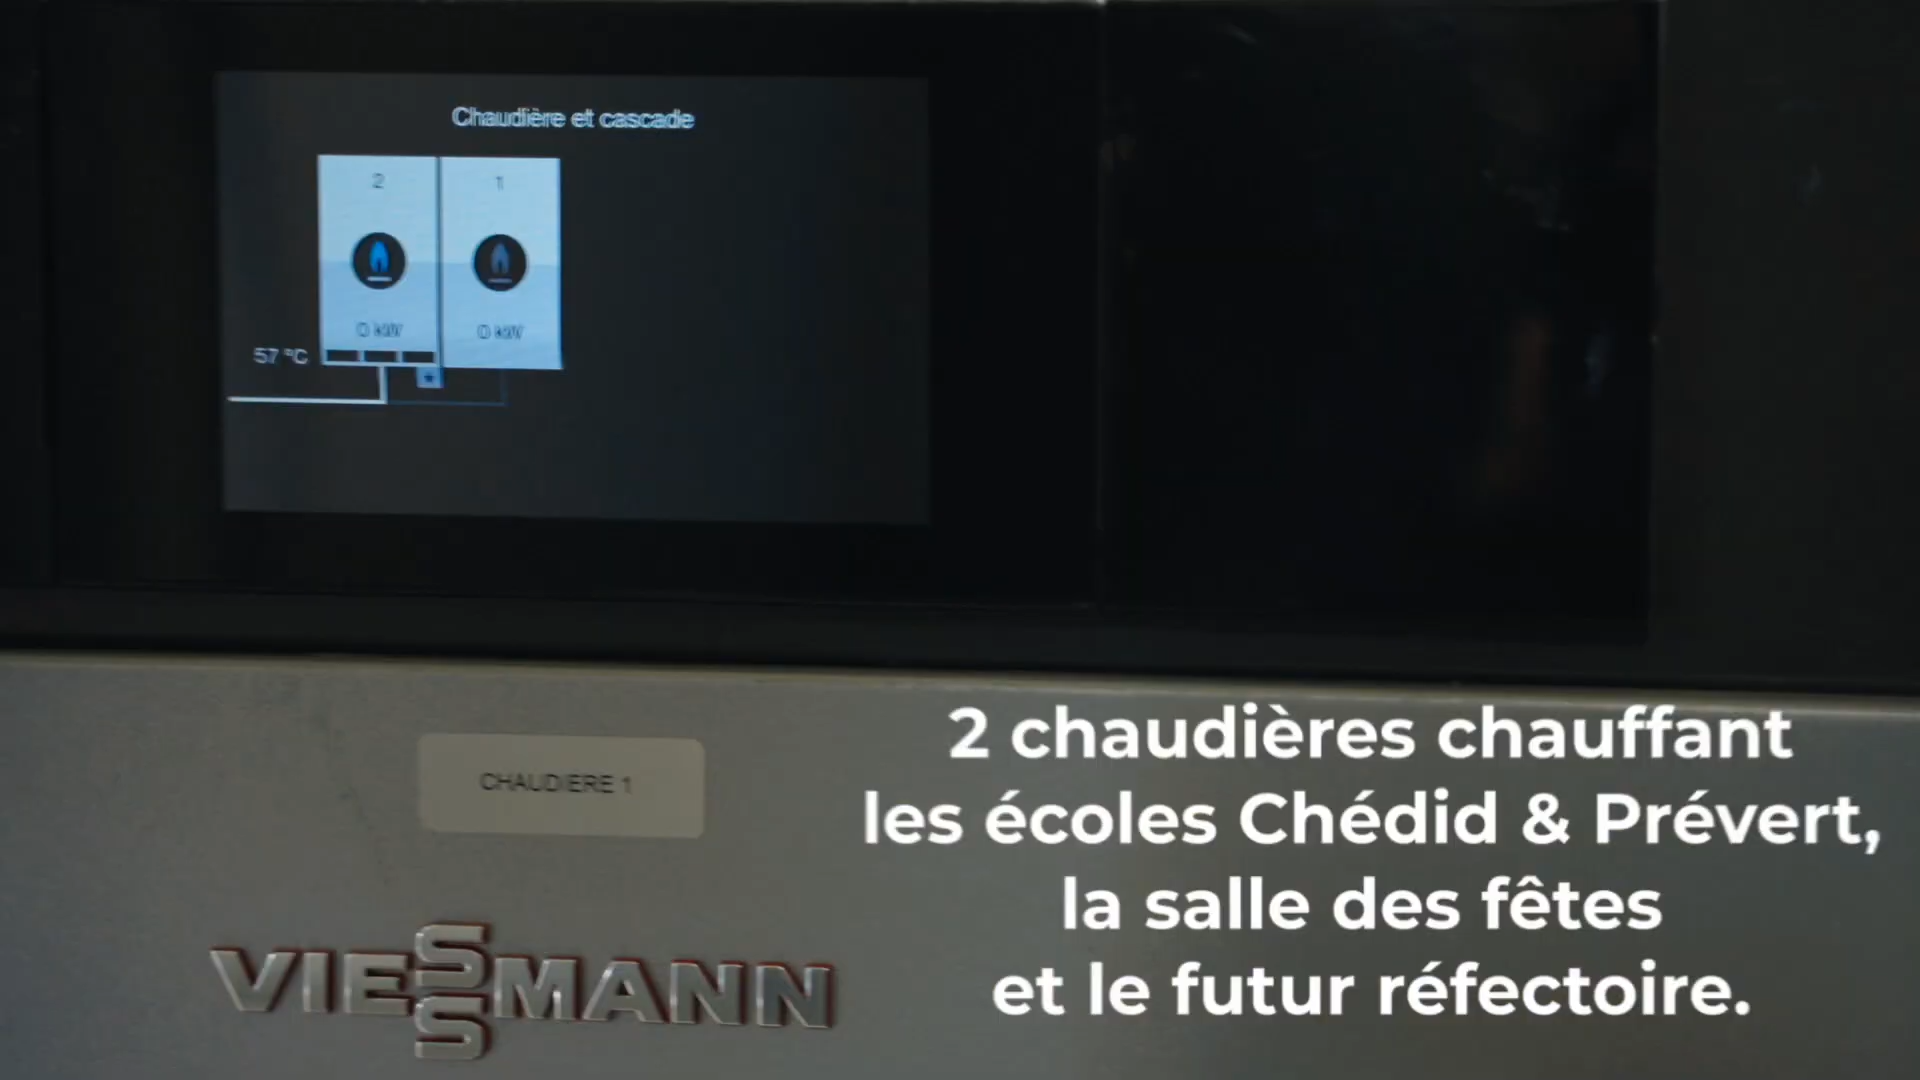 Chaudière et cascade
2 1
0 kW 0 kW
57 °C
CHAUDIERE 1
VIESSMANN
2 chaudières chauffant
les écoles Chédid & Prévert,
la salle des fêtes
et le futur réfectoire.